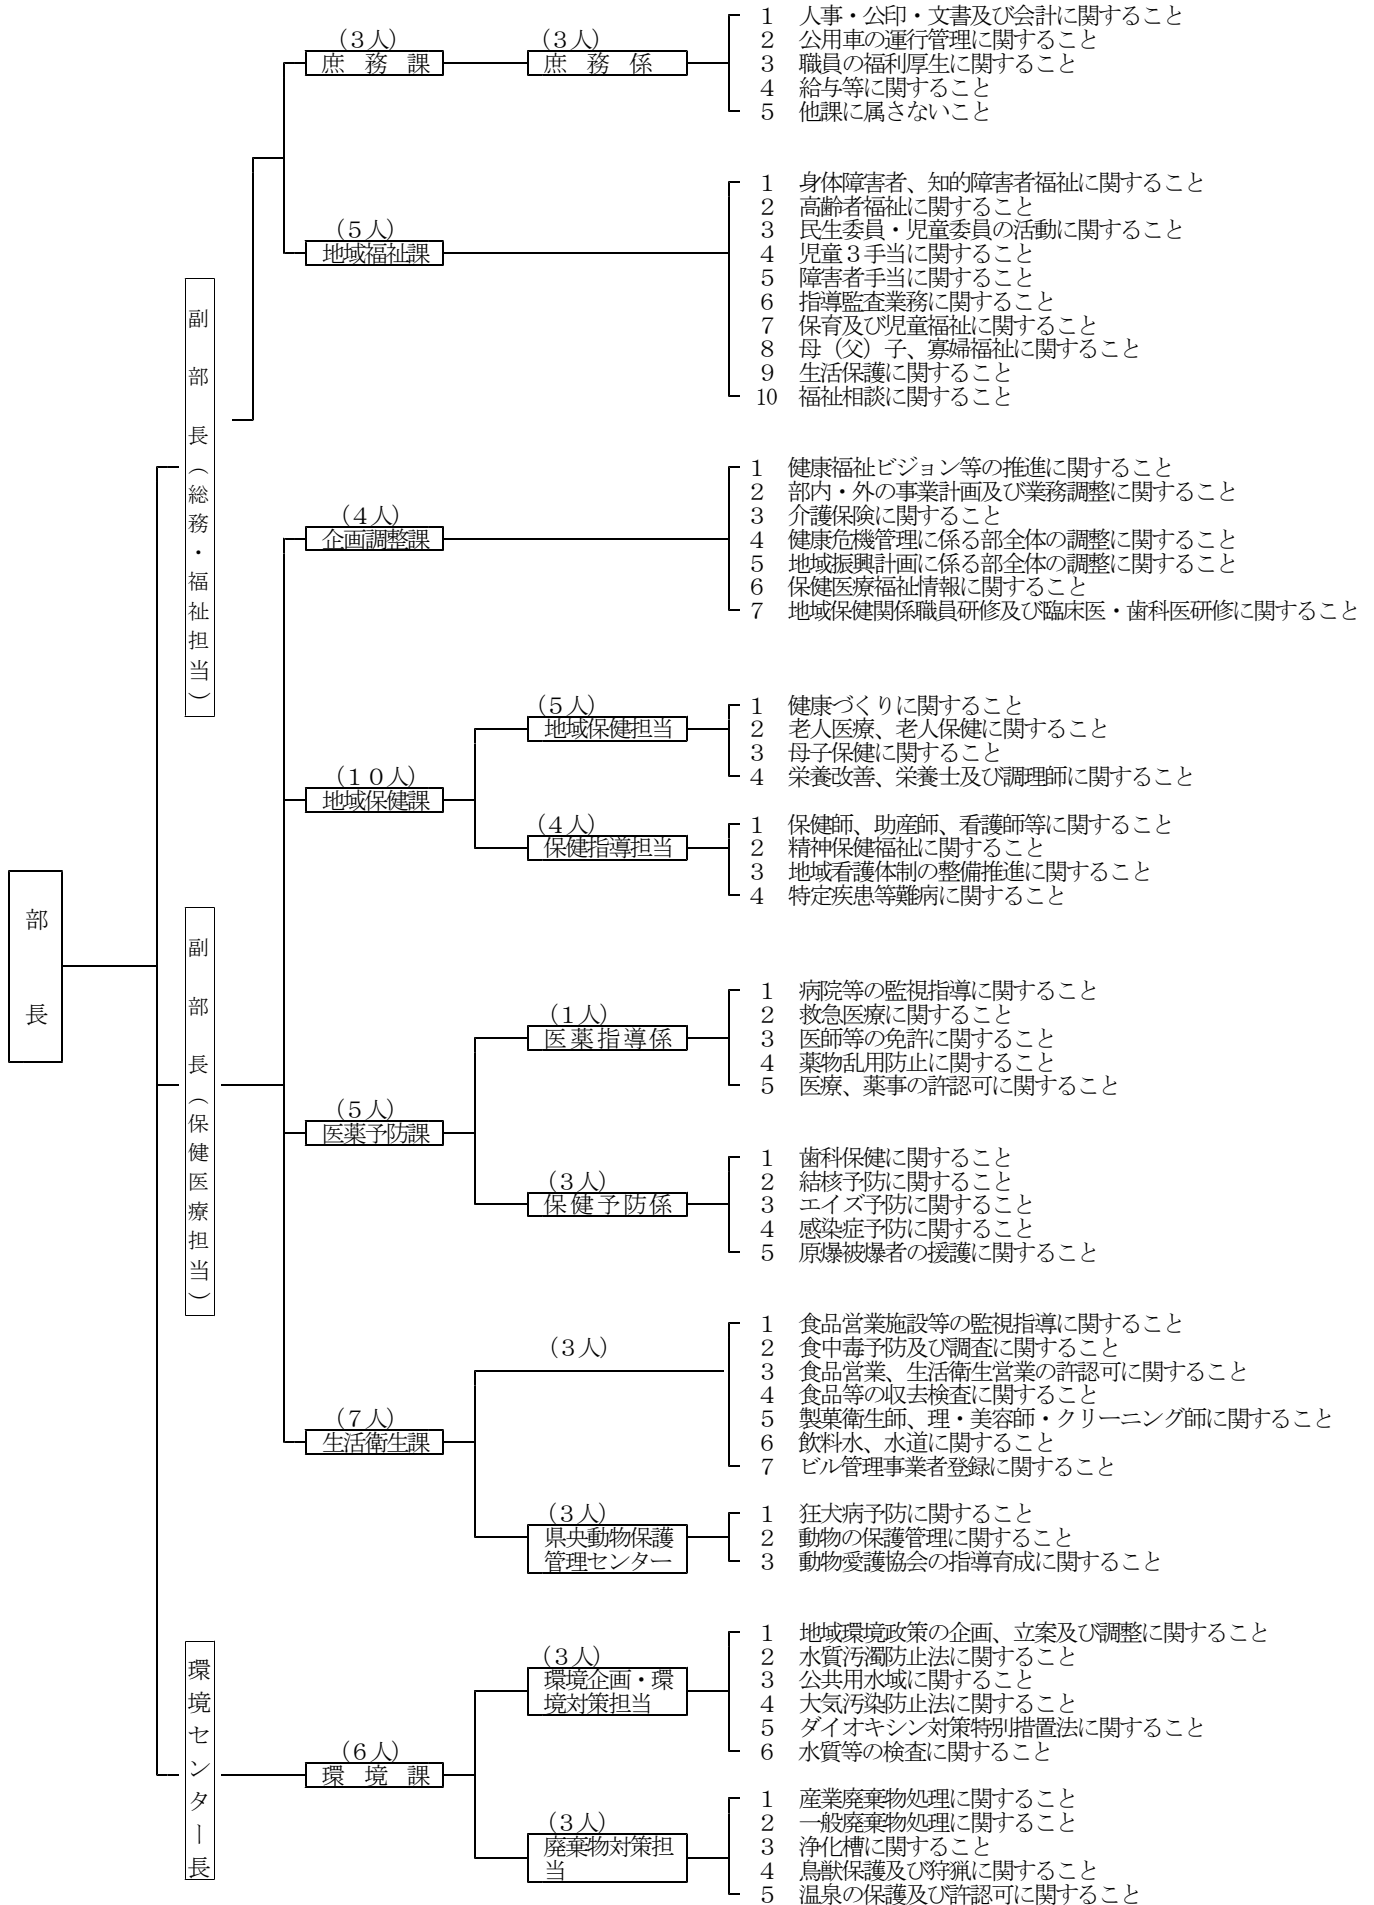 部長
副部長（総務・福祉担当）
（３人）
庶務課
（３人）
庶務係
１　人事・公印・文書及び会計に関すること
２　公用車の運行管理に関すること
３　職員の福利厚生に関すること
４　給与等に関すること
５　他課に属さないこと
（５人）
地域福祉課
１　身体障害者、知的障害者福祉に関すること
２　高齢者福祉に関すること
３　民生委員・児童委員の活動に関すること
４　児童３手当に関すること
５　障害者手当に関すること
６　指導監査業務に関すること
７　保育及び児童福祉に関すること
８　母（父）子、寡婦福祉に関すること
９　生活保護に関すること
10　福祉相談に関すること
副部長（保健医療担当）
（４人）
企画調整課
１　健康福祉ビジョン等の推進に関すること
２　部内・外の事業計画及び業務調整に関すること
３　介護保険に関すること
４　健康危機管理に係る部全体の調整に関すること
５　地域振興計画に係る部全体の調整に関すること
６　保健医療福祉情報に関すること
７　地域保健関係職員研修及び臨床医・歯科医研修に関すること
（１０人）
地域保健課
（５人）
地域保健担当
１　健康づくりに関すること
２　老人医療、老人保健に関すること
３　母子保健に関すること
４　栄養改善、栄養士及び調理師に関すること
（４人）
保健指導担当
１　保健師、助産師、看護師等に関すること
２　精神保健福祉に関すること
３　地域看護体制の整備推進に関すること
４　特定疾患等難病に関すること
（５人）
医薬予防課
（１人）
医薬指導係
１　病院等の監視指導に関すること
２　救急医療に関すること
３　医師等の免許に関すること
４　薬物乱用防止に関すること
５　医療、薬事の許認可に関すること
（３人）
保健予防係
１　歯科保健に関すること
２　結核予防に関すること
３　エイズ予防に関すること
４　感染症予防に関すること
５　原爆被爆者の援護に関すること
（７人）
生活衛生課
（３人）
１　食品営業施設等の監視指導に関すること
２　食中毒予防及び調査に関すること
３　食品営業、生活衛生営業の許認可に関すること
４　食品等の収去検査に関すること
５　製菓衛生師、理・美容師・クリーニング師に関すること
６　飲料水、水道に関すること
７　ビル管理事業者登録に関すること
（３人）
県央動物保護
管理センター
１　狂犬病予防に関すること
２　動物の保護管理に関すること
３　動物愛護協会の指導育成に関すること
環境センター長
（６人）
環境課
（３人）
環境企画・環
境対策担当
１　地域環境政策の企画、立案及び調整に関すること
２　水質汚濁防止法に関すること
３　公共用水域に関すること
４　大気汚染防止法に関すること
５　ダイオキシン対策特別措置法に関すること
６　水質等の検査に関すること
（３人）
廃棄物対策担
当
１　産業廃棄物処理に関すること
２　一般廃棄物処理に関すること
３　浄化槽に関すること
４　鳥獣保護及び狩猟に関すること
５　温泉の保護及び許認可に関すること